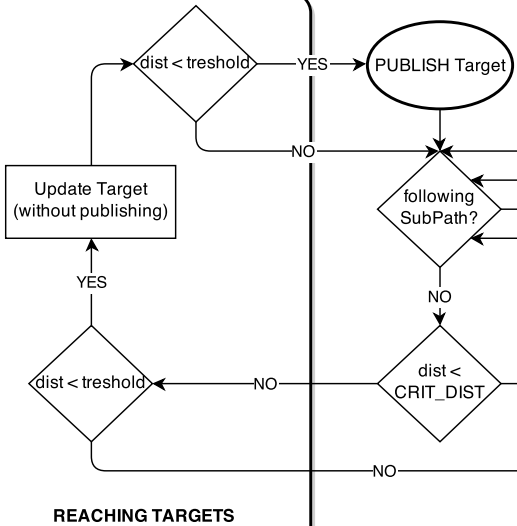 dist < treshold
YES
PUBLISH Target
NO
Update Target
(without publishing)
following
SubPath?
YES
NO
dist < treshold
NO
dist <
CRIT_DIST
NO
REACHING TARGETS